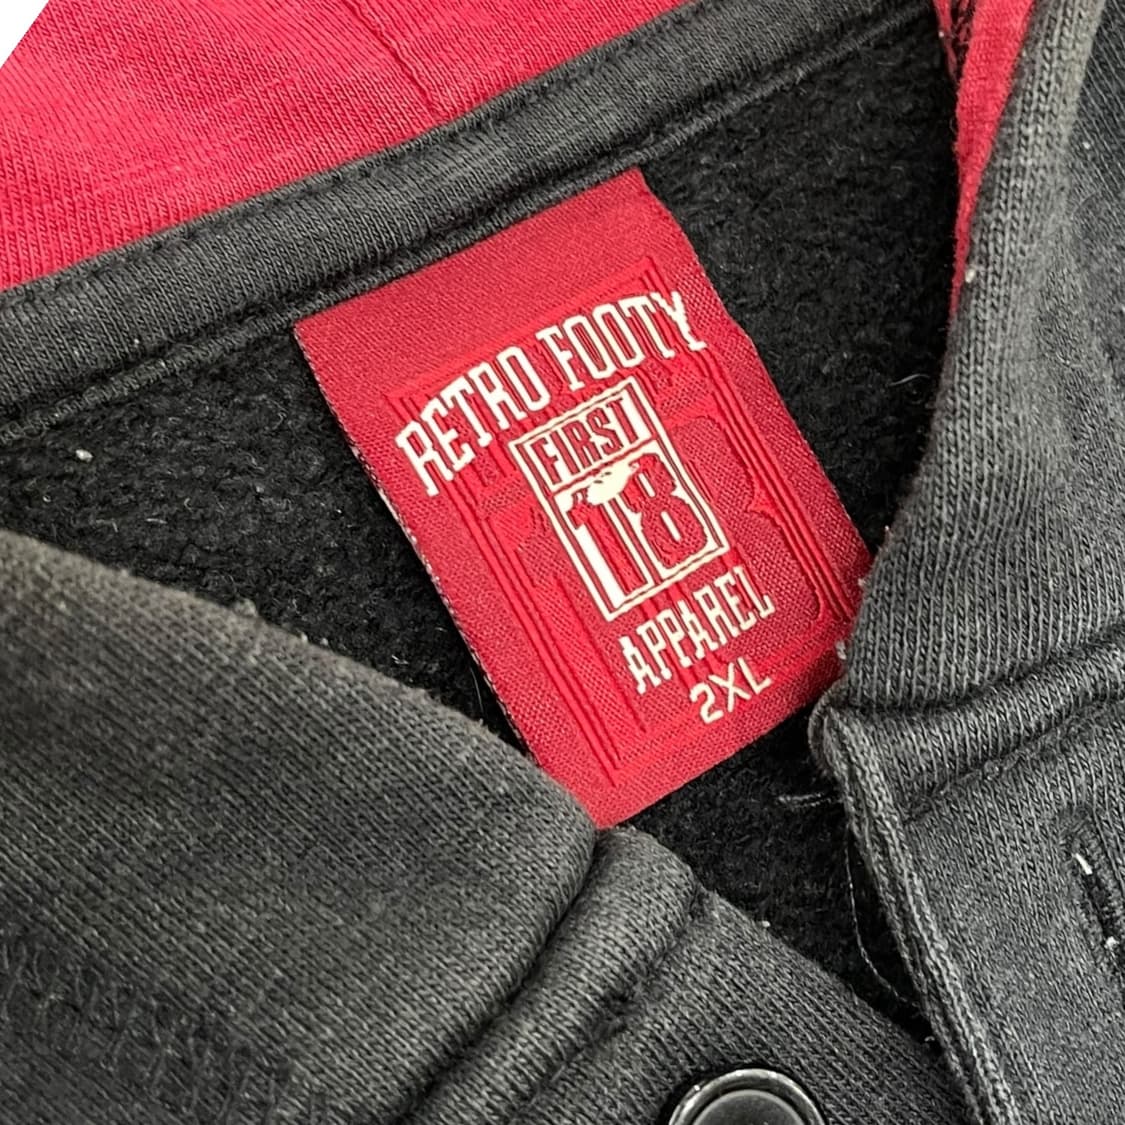 RETRO FOOTY
FIRST
18
APPAREL
2XL